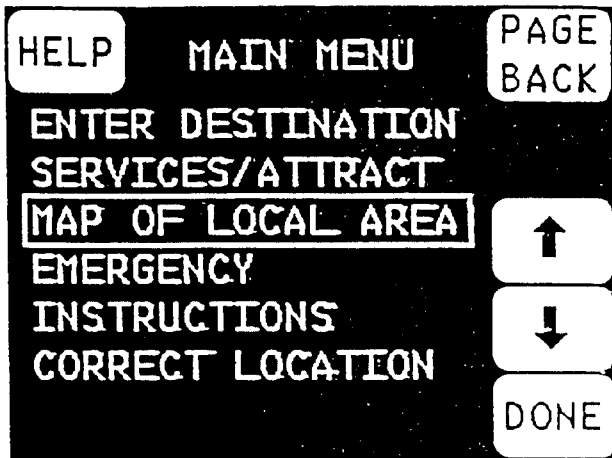 HELP
MAIN MENU
PAGE
BACK
ENTER DESTINATION
SERVICES/ATTRACT
MAP OF LOCAL AREA
EMERGENCY
INSTRUCTIONS
CORRECT LOCATION
DONE